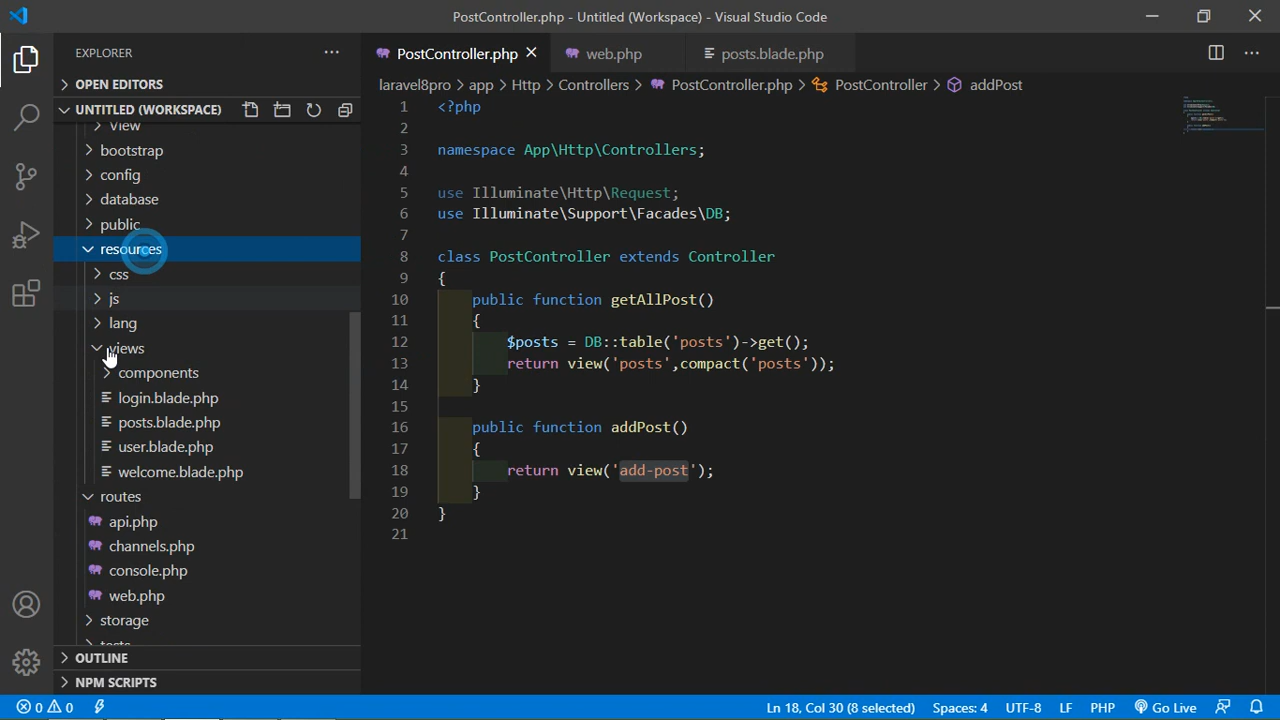 PostController.php - Untitled (Workspace) - Visual Studio Code
EXPLORER
OPEN EDITORS
UNTITLED (WORKSPACE)
View
bootstrap
config
database
public
resources
css
js
lang
views
components
login.blade.php
posts.blade.php
user.blade.php
welcome.blade.php
routes
api.php
channels.php
console.php
web.php
storage
tests
OUTLINE
NPM SCRIPTS
PostController.php
web.php
posts.blade.php
laravel8pro > app > Http > Controllers > PostController.php > PostController > addPost
1 <?php
2
3 namespace App\Http\Controllers;
4
5 use Illuminate\Http\Request;
6 use Illuminate\Support\Facades\DB;
7
8 class PostController extends Controller
9 {
10 public function getAllPost()
11 {
12 $posts = DB::table('posts')->get();
13 return view('posts',compact('posts'));
14 }
15
16 public function addPost()
17 {
18 return view('add-post');
19 }
20 }
21
0 0
Ln 18, Col 30 (8 selected) Spaces: 4 UTF-8 LF PHP Go Live